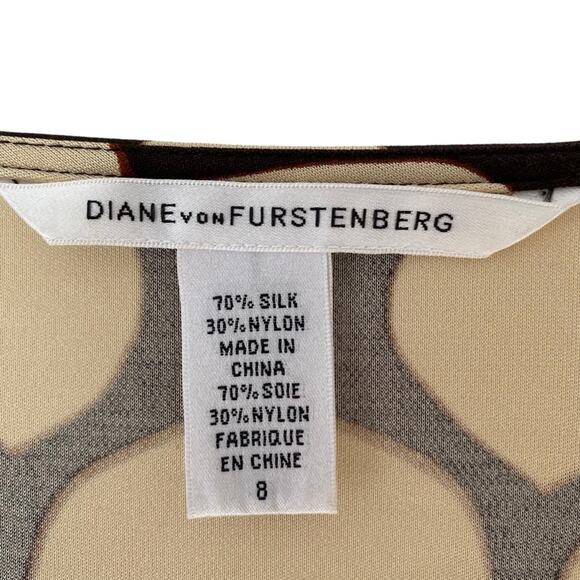 DIANE VON FURSTENBERG
70% SILK
30% NYLON
MADE IN
CHINA
70% SOIE
30% NYLON
FABRIQUE
EN CHINE
8